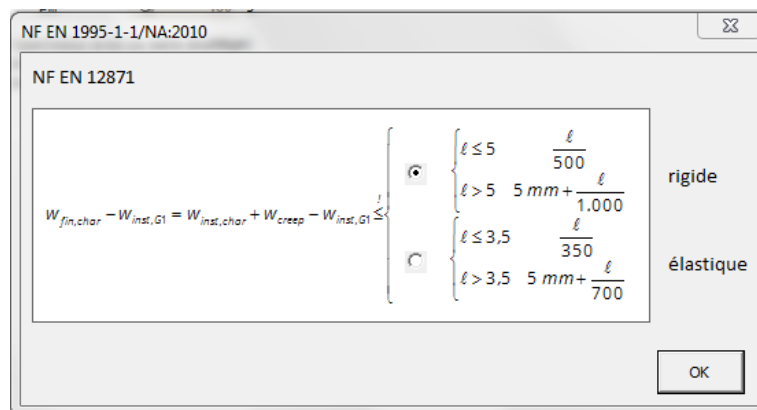 NF EN 1995-1-1/NA:2010
NF EN 12871
w_fin,char − w_inst,G1 = w_inst,char + w_creep − w_inst,G1 ≤!
ℓ ≤ 5 ℓ/500
ℓ > 5 5 mm + ℓ/1.000
rigide
ℓ ≤ 3,5 ℓ/350
ℓ > 3,5 5 mm + ℓ/700
élastique
OK